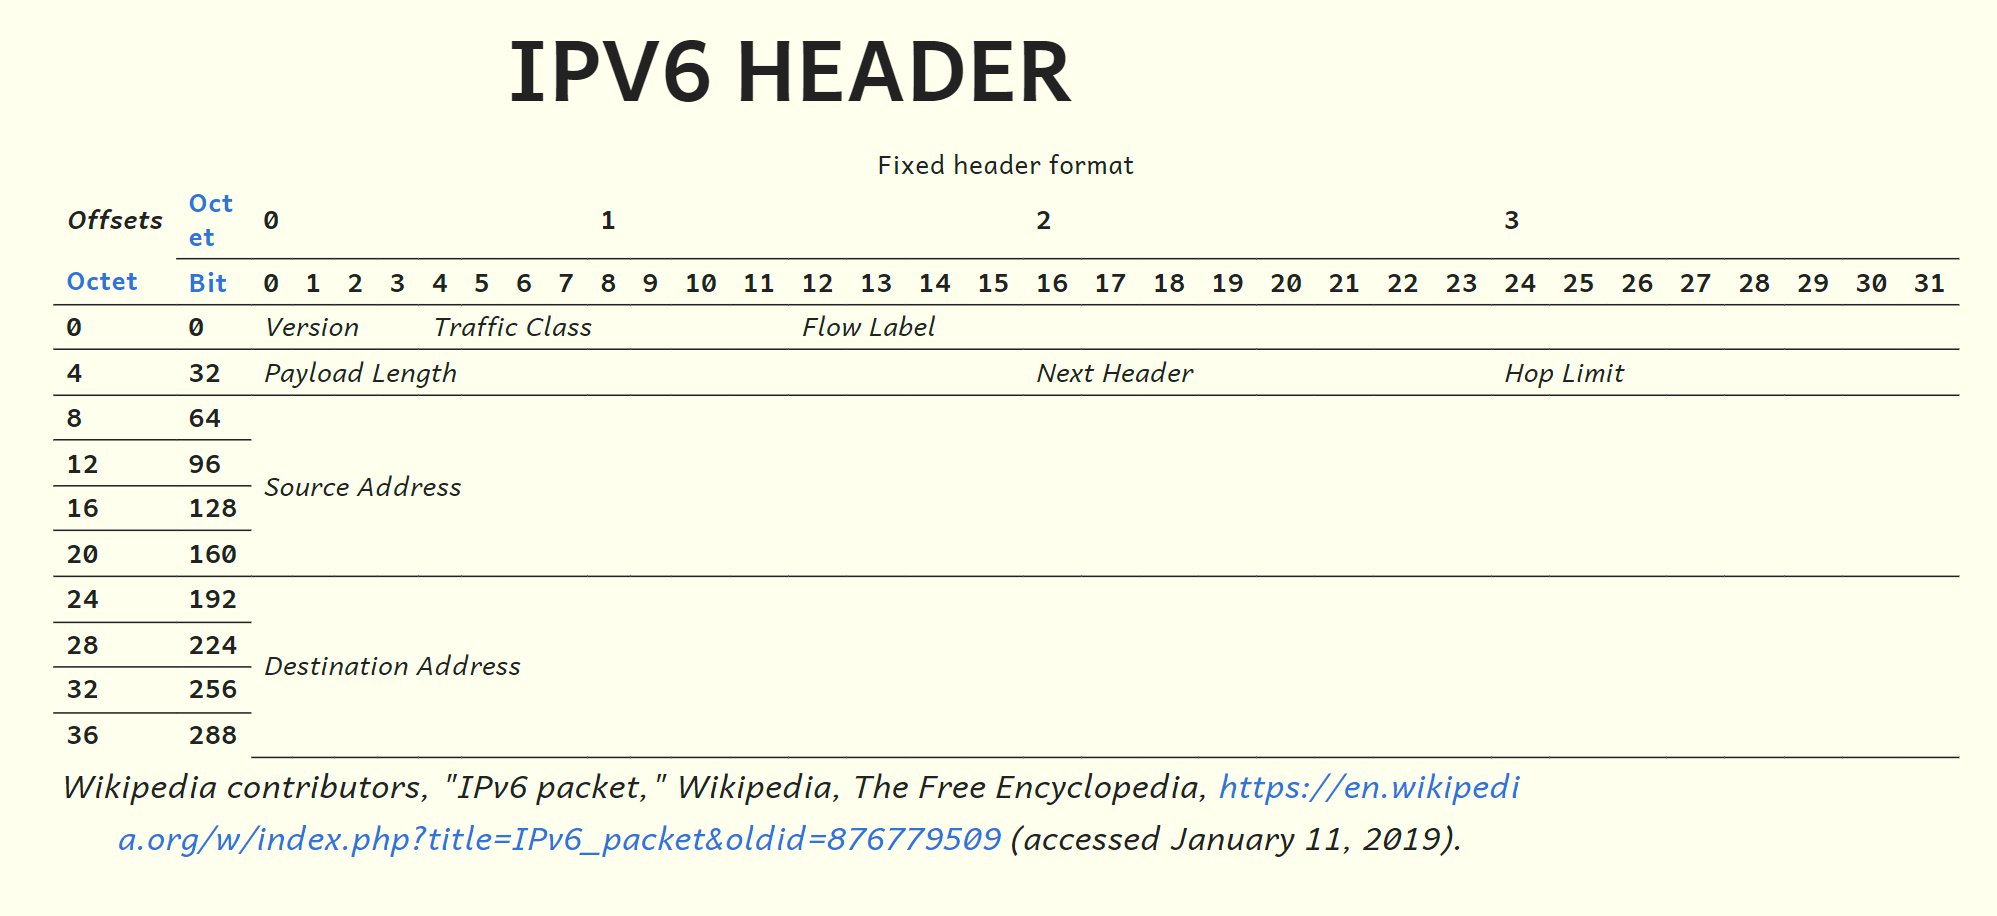 IPV6 HEADER
Fixed header format
Offsets Oct
et 0 1 2 3
Octet Bit 0 1 2 3 4 5 6 7 8 9 10 11 12 13 14 15 16 17 18 19 20 21 22 23 24 25 26 27 28 29 30 31
0 0 Version Traffic Class Flow Label
4 32 Payload Length Next Header Hop Limit
8 64
12 96
Source Address
16 128
20 160
24 192
28 224
Destination Address
32 256
36 288
Wikipedia contributors, "IPv6 packet," Wikipedia, The Free Encyclopedia, https://en.wikipedi
a.org/w/index.php?title=IPv6_packet&oldid=876779509 (accessed January 11, 2019).